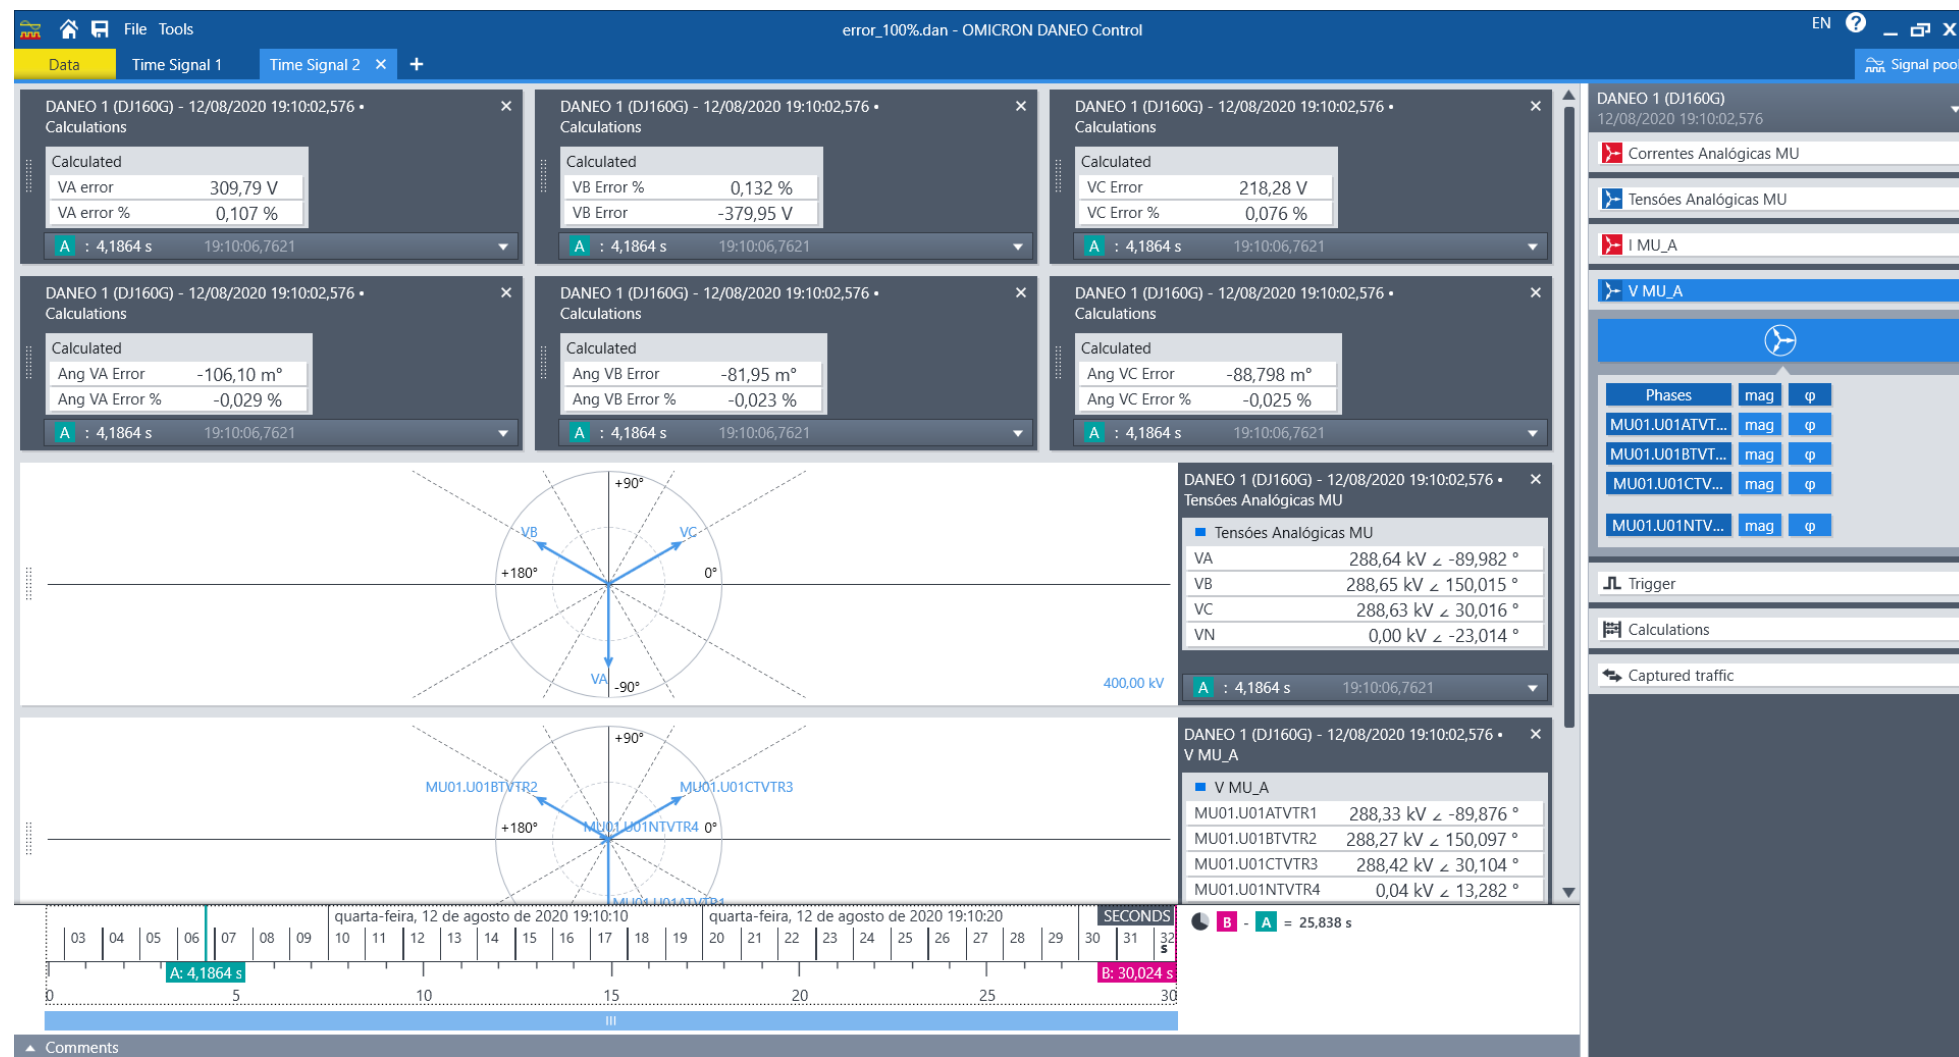 File Tools
error_100%.dan - OMICRON DANEO Control
EN ?
Data Time Signal 1 Time Signal 2 × +
Signal pool
DANEO 1 (DJ160G) - 12/08/2020 19:10:02,576 •
Calculations
Calculated
VA error 309,79 V
VA error % 0,107 %
A : 4,1864 s 19:10:06,7621
DANEO 1 (DJ160G) - 12/08/2020 19:10:02,576 •
Calculations
Calculated
VB Error % 0,132 %
VB Error -379,95 V
A : 4,1864 s 19:10:06,7621
DANEO 1 (DJ160G) - 12/08/2020 19:10:02,576 •
Calculations
Calculated
VC Error 218,28 V
VC Error % 0,076 %
A : 4,1864 s 19:10:06,7621
DANEO 1 (DJ160G) - 12/08/2020 19:10:02,576 •
Calculations
Calculated
Ang VA Error -106,10 m°
Ang VA Error % -0,029 %
A : 4,1864 s 19:10:06,7621
DANEO 1 (DJ160G) - 12/08/2020 19:10:02,576 •
Calculations
Calculated
Ang VB Error -81,95 m°
Ang VB Error % -0,023 %
A : 4,1864 s 19:10:06,7621
DANEO 1 (DJ160G) - 12/08/2020 19:10:02,576 •
Calculations
Calculated
Ang VC Error -88,798 m°
Ang VC Error % -0,025 %
A : 4,1864 s 19:10:06,7621
+90°
VB VC
+180° 0°
VA
-90°
400,00 kV
DANEO 1 (DJ160G) - 12/08/2020 19:10:02,576 •
Tensóes Analógicas MU
Tensóes Analógicas MU
VA 288,64 kV ∠ -89,982 °
VB 288,65 kV ∠ 150,015 °
VC 288,63 kV ∠ 30,016 °
VN 0,00 kV ∠ -23,014 °
A : 4,1864 s 19:10:06,7621
+90°
MU01.U01BTVTR2 MU01.U01CTVTR3
+180° MU01.U01NTVTR4 0°
MU01.U01ATVTR1
DANEO 1 (DJ160G) - 12/08/2020 19:10:02,576 •
V MU_A
V MU_A
MU01.U01ATVTR1 288,33 kV ∠ -89,876 °
MU01.U01BTVTR2 288,27 kV ∠ 150,097 °
MU01.U01CTVTR3 288,42 kV ∠ 30,104 °
MU01.U01NTVTR4 0,04 kV ∠ 13,282 °
quarta-feira, 12 de agosto de 2020 19:10:10 quarta-feira, 12 de agosto de 2020 19:10:20 SECONDS
03 04 05 06 07 08 09 10 11 12 13 14 15 16 17 18 19 20 21 22 23 24 25 26 27 28 29 30 31 32
s
A: 4,1864 s B: 30,024 s
0 5 10 15 20 25 30
B - A = 25,838 s
Comments
DANEO 1 (DJ160G)
12/08/2020 19:10:02,576
Correntes Analógicas MU
Tensóes Analógicas MU
I MU_A
V MU_A
Phases mag φ
MU01.U01ATVT... mag φ
MU01.U01BTVT... mag φ
MU01.U01CTV... mag φ
MU01.U01NTV... mag φ
Trigger
Calculations
Captured traffic